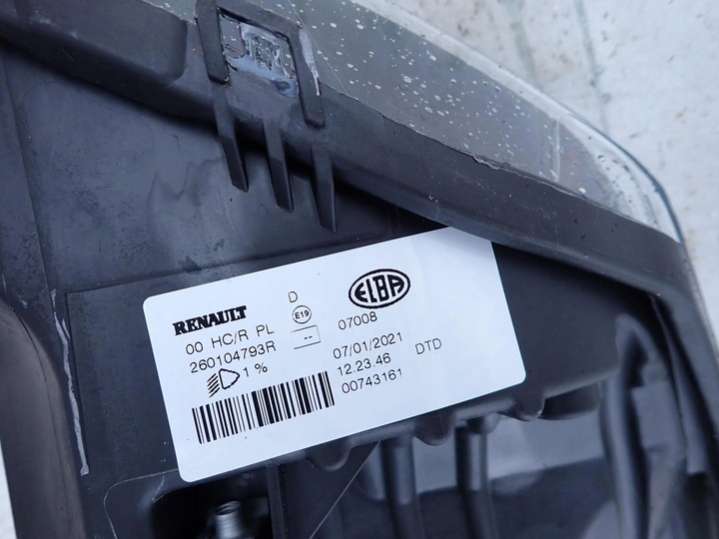 RENAULT D ELBA
00 HC/R PL E19 07008
260104793R -- 07/01/2021
1 % 12.23.46 DTD
00743161